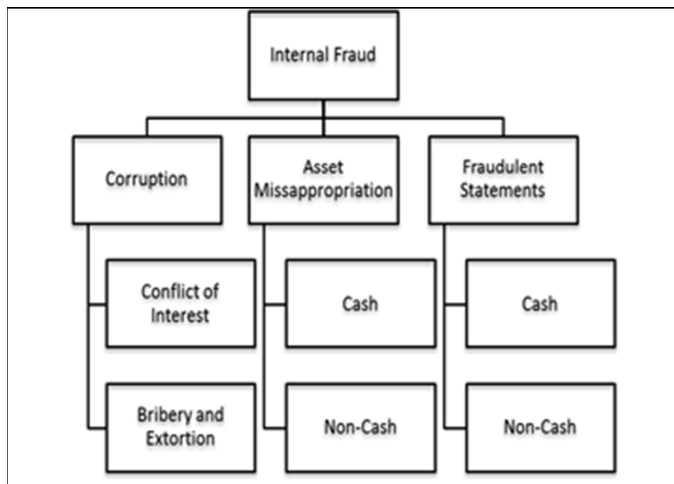 Internal Fraud
Corruption
Asset
Missappropriation
Fraudulent
Statements
Conflict of
Interest
Cash
Cash
Bribery and
Extortion
Non-Cash
Non-Cash